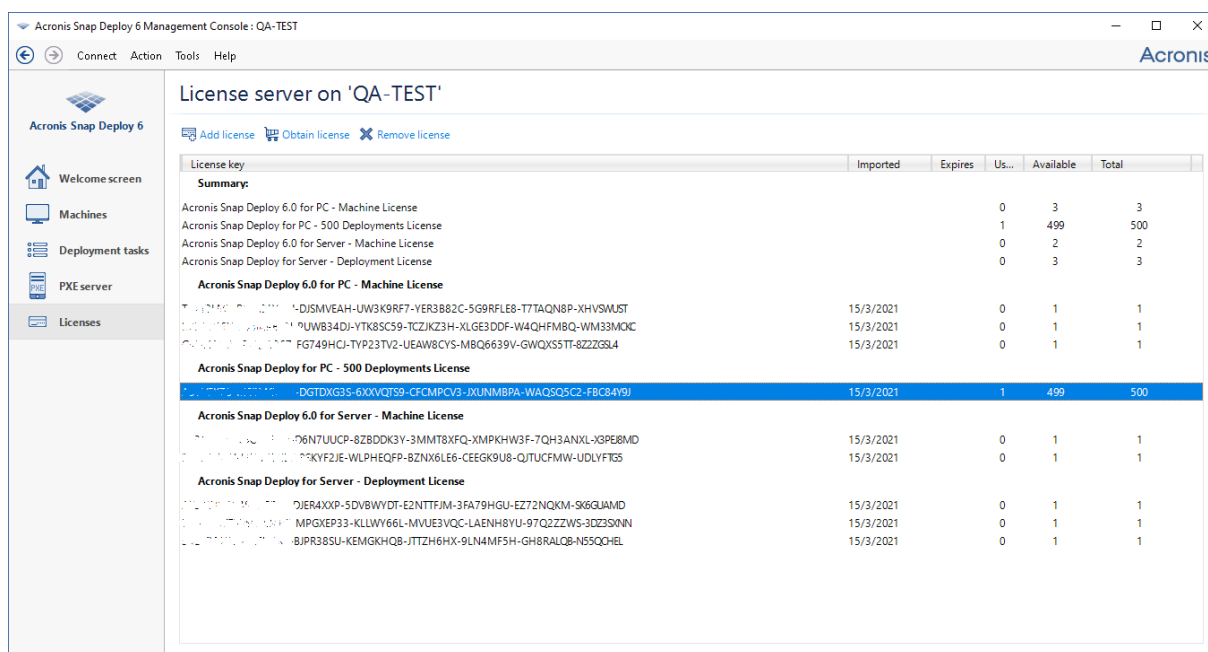 Acronis Snap Deploy 6 Management Console : QA-TEST
Connect Action Tools Help
Acronis
Acronis Snap Deploy 6
Welcome screen
Machines
Deployment tasks
PXE
PXE server
Licenses
License server on 'QA-TEST'
Add license Obtain license Remove license
License key Imported Expires Us... Available Total
Summary:
Acronis Snap Deploy 6.0 for PC - Machine License 0 3 3
Acronis Snap Deploy for PC - 500 Deployments License 1 499 500
Acronis Snap Deploy 6.0 for Server - Machine License 0 2 2
Acronis Snap Deploy for Server - Deployment License 0 3 3
Acronis Snap Deploy 6.0 for PC - Machine License
-DJSMVEAH-UW3K9RF7-YER3B82C-5G9RFLE8-T7TAQN8P-XHVSWUST 15/3/2021 0 1 1
PUWB34DJ-YTK8SC59-TCZJKZ3H-XLGE3DDF-W4QHFMBQ-WM33MCKC 15/3/2021 0 1 1
FG749HCJ-TYP23TV2-UEAW8CYS-MBQ6639V-GWQXS5TT-8Z2ZGSL4 15/3/2021 0 1 1
Acronis Snap Deploy for PC - 500 Deployments License
-DGTDXG3S-6XXVQTS9-CFCMPCV3-JXUNMBPA-WAQSQ5C2-FBC84Y9J 15/3/2021 1 499 500
Acronis Snap Deploy 6.0 for Server - Machine License
-D6N7UUCP-8ZBDDK3Y-3MMT8XFQ-XMPKHW3F-7QH3ANXL-X3PEJ8MD 15/3/2021 0 1 1
KYF2JE-WLPHEQFP-BZNX6LE6-CEEGK9U8-QJTUCFMW-UDLYFTG5 15/3/2021 0 1 1
Acronis Snap Deploy for Server - Deployment License
DJER4XXP-5DVBWYDT-E2NTTFJM-3FA79HGU-EZ72NQKM-SK6GUAMD 15/3/2021 0 1 1
MPGXEP33-KLLWY66L-MVUE3VQC-LAENH8YU-97Q2ZZWS-3DZ3SXNN 15/3/2021 0 1 1
-BJPR38SU-KEMGKHQB-JTTZH6HX-9LN4MF5H-GH8RALQB-N55QCHEL 15/3/2021 0 1 1